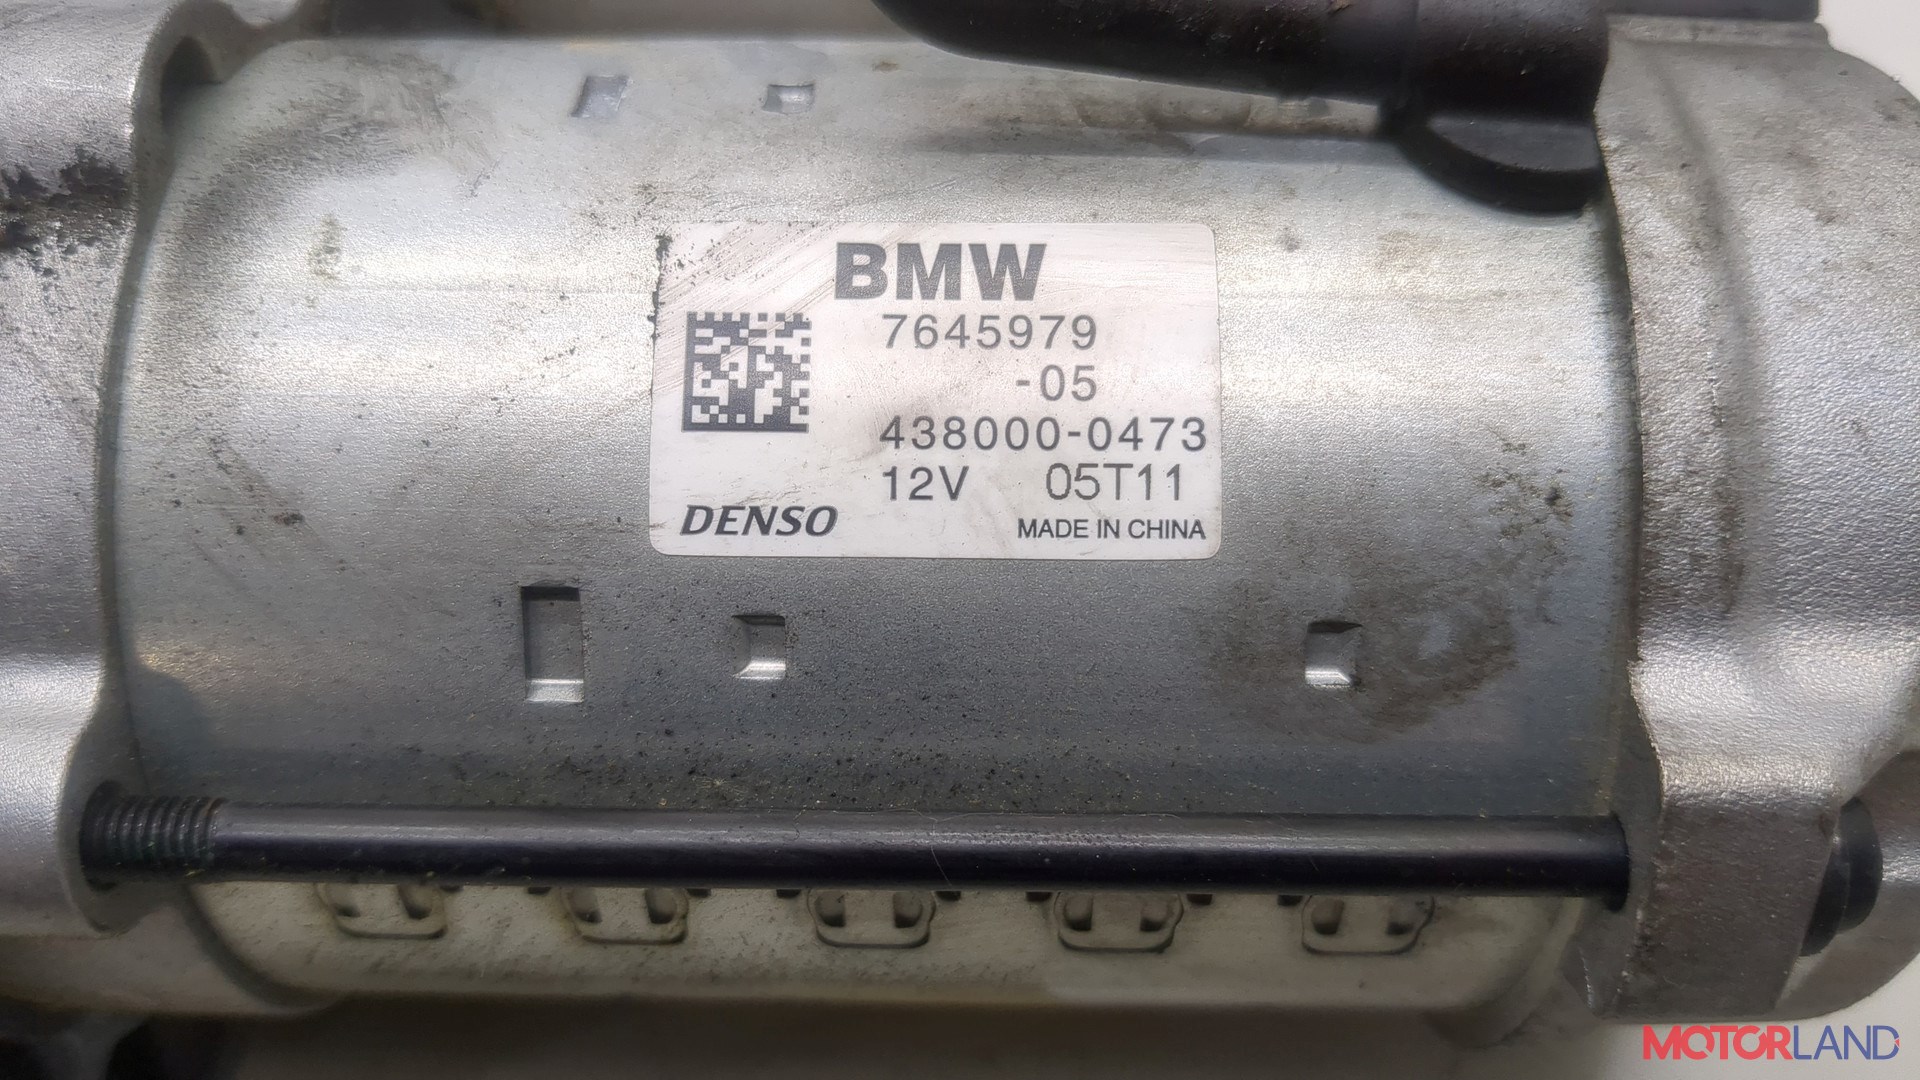 BMW
7645979
-05
438000-0473
12V 05T11
DENSO MADE IN CHINA
MOTORLAND